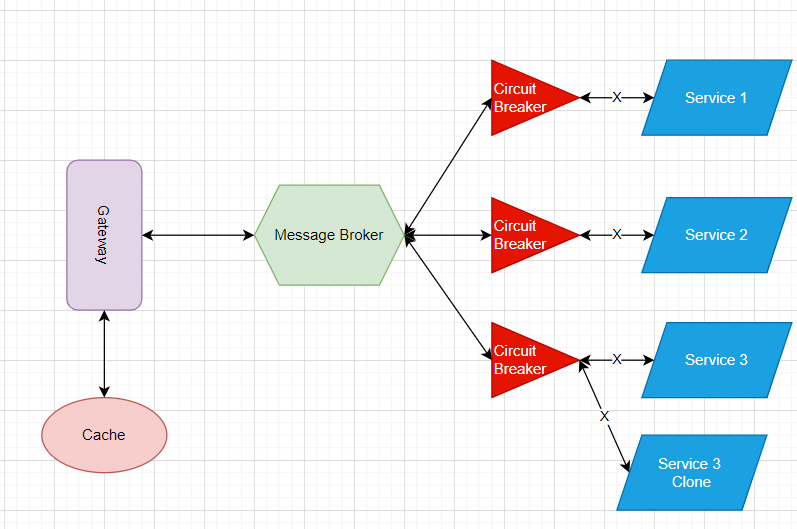 Circuit
Breaker
X
Service 1
Gateway
Message Broker
Circuit
Breaker
X
Service 2
Circuit
Breaker
X
Service 3
X
Cache
Service 3
Clone